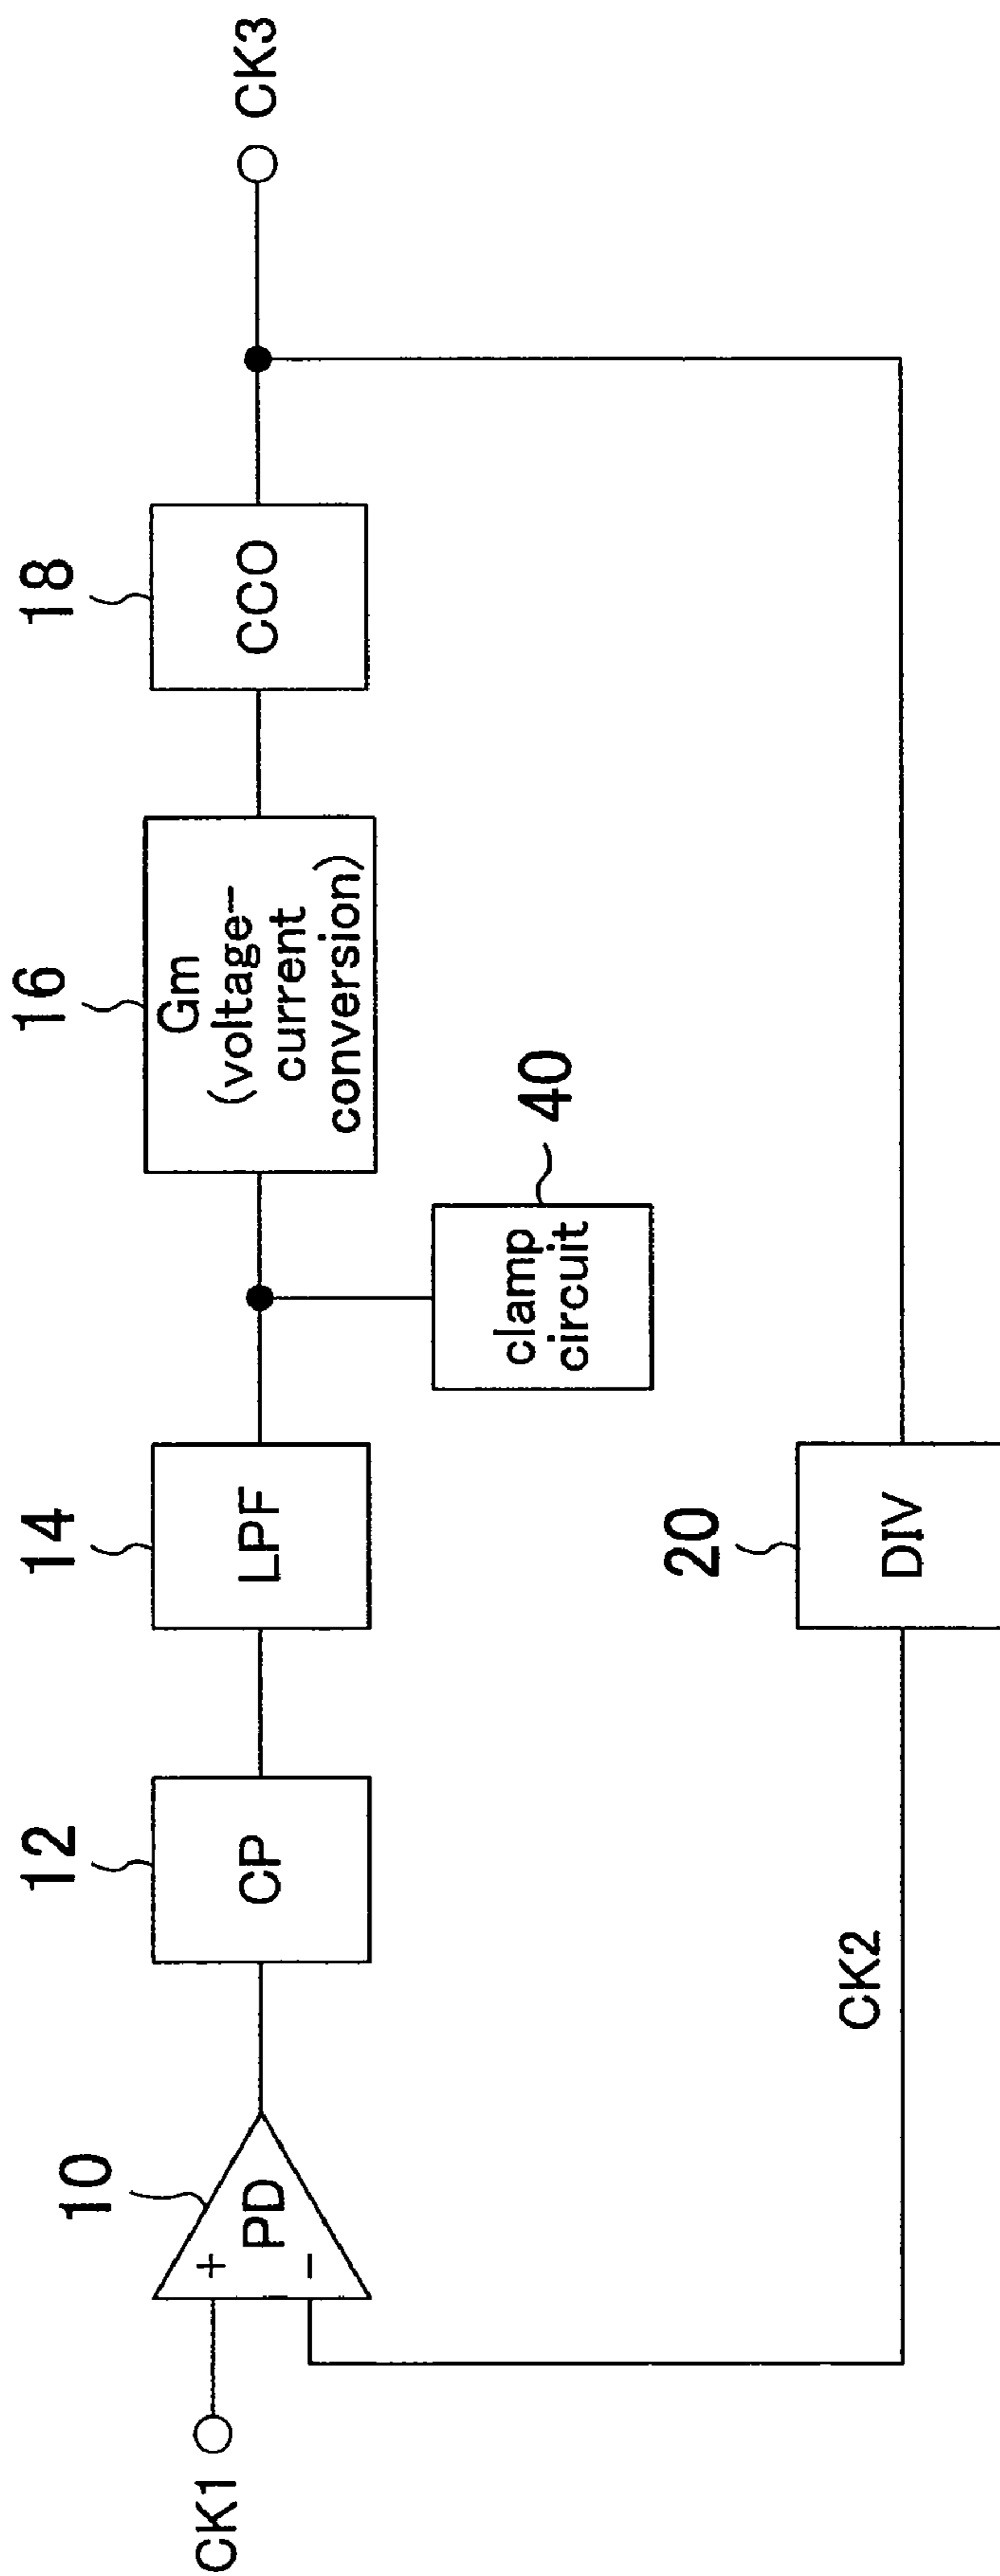 10
12
14
16
18
CK1
+
−
PD
CP
LPF
Gm
(voltage−
current
conversion)
CCO
CK3
clamp
circuit
40
20
DIV
CK2